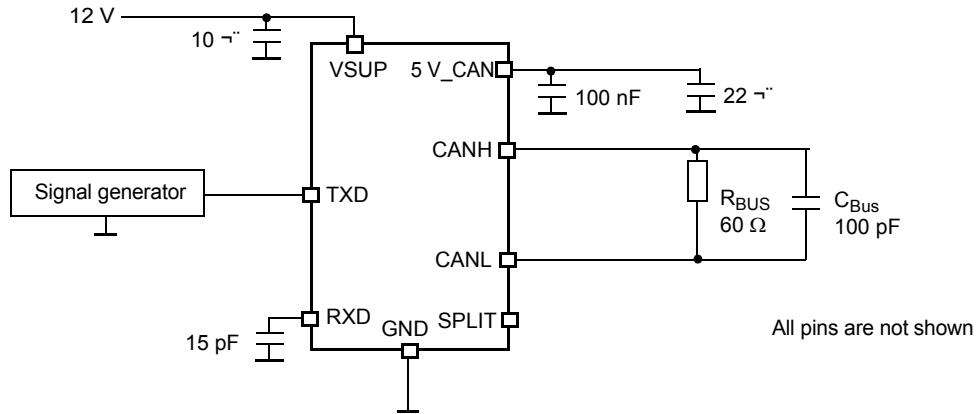 12 V
10 ¬¨
VSUP
5 V_CAN
100 nF
22 ¬¨
CANH
Signal generator
TXD
RBUS
60 Ω
CBus
100 pF
CANL
RXD
GND
SPLIT
15 pF
All pins are not shown